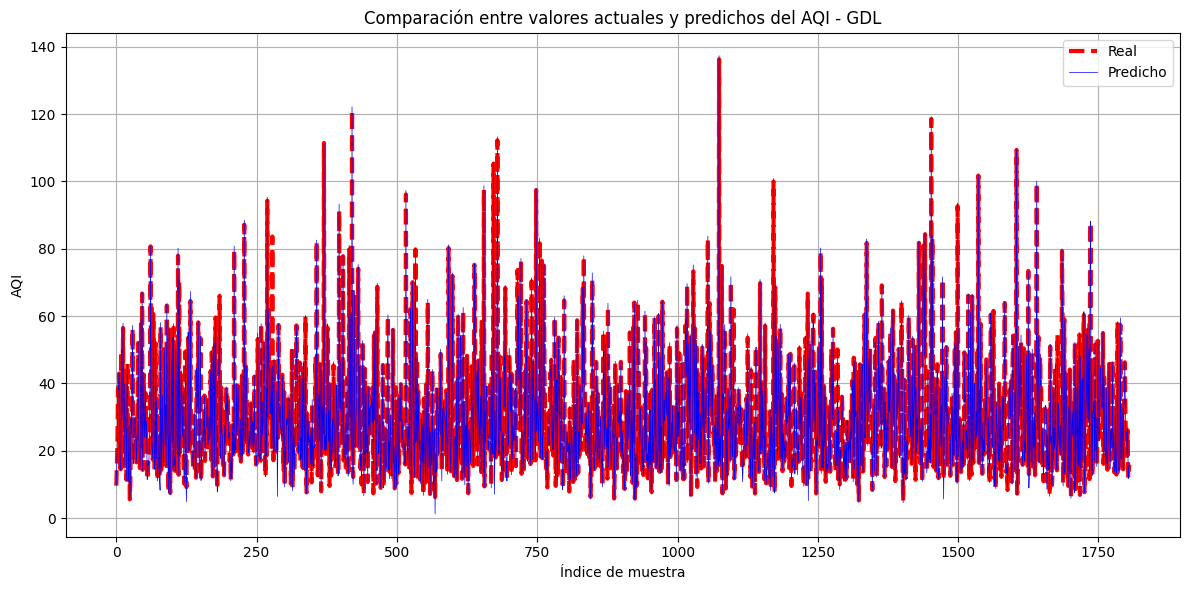 Comparación entre valores actuales y predichos del AQI - GDL
Real
Predicho
AQI
140
120
100
80
60
40
20
0
0 250 500 750 1000 1250 1500 1750
Índice de muestra